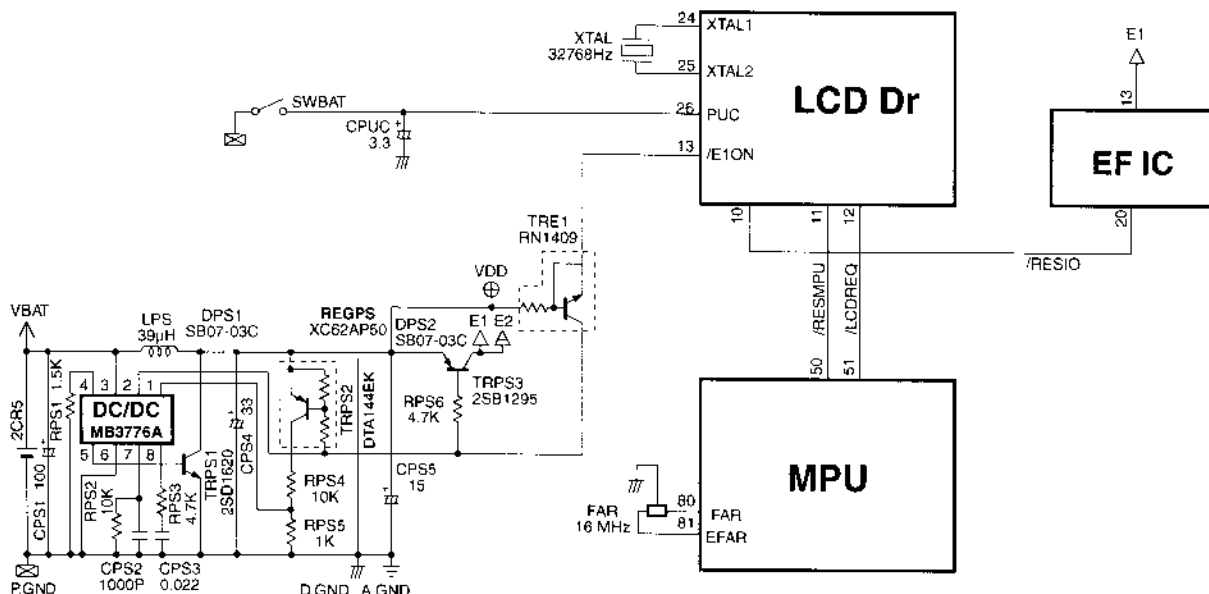 24
XTAL1
XTAL
32768Hz
25
XTAL2
LCD Dr
E1
13
SWBAT
26
PUC
CPUC
+
3.3
13
/E1ON
EF IC
10
11
12
20
TRE1
RN1409
/RESIO
/RESMPU
/LCDREQ
VDD
VBAT
LPS
39µH
DPS1
SB07-03C
REGPS
XC62AP50
DPS2
SB07-03C
E1
E2
50
51
4
3
2
1
RPS1 1.5K
DC/DC
MB3776A
5
6
7
8
2CR5
+
CPS1 100
RPS2
10K
RPS3
4.7K
TRPS1
2SD1620
33
+
CPS4
TRPS2
DTA144EK
RPS6
4.7K
TRPS3
2SB1295
MPU
RPS4
10K
CPS5
15
+
RPS5
1K
FAR
16 MHz
80
FAR
81
EFAR
P.GND
CPS2
1000P
CPS3
0.022
D.GND
A.GND